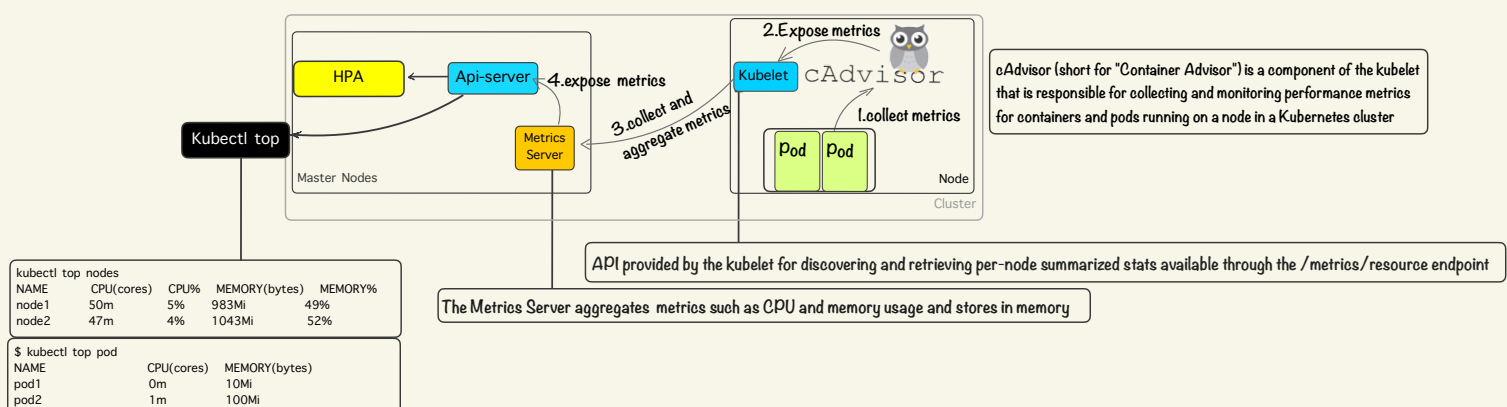 2.Expose metrics
HPA
Api-server
4.expose metrics
Kubelet
cAdvisor
cAdvisor (short for "Container Advisor") is a component of the kubelet
that is responsible for collecting and monitoring performance metrics
for containers and pods running on a node in a Kubernetes cluster
3.collect and
aggregate metrics
1.collect metrics
Kubectl top
Metrics
Server
Pod
Pod
Master Nodes
Node
Cluster
API provided by the kubelet for discovering and retrieving per-node summarized stats available through the /metrics/resource endpoint
The Metrics Server aggregates metrics such as CPU and memory usage and stores in memory
kubectl top nodes
NAME CPU(cores) CPU% MEMORY(bytes) MEMORY%
node1 50m 5% 983Mi 49%
node2 47m 4% 1043Mi 52%
$ kubectl top pod
NAME CPU(cores) MEMORY(bytes)
pod1 0m 10Mi
pod2 1m 100Mi